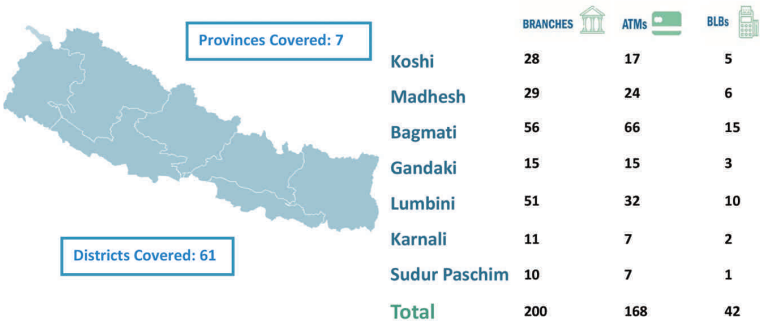 Provinces Covered: 7
Districts Covered: 61
BRANCHES ATMs BLBs
Koshi 28 17 5
Madhesh 29 24 6
Bagmati 56 66 15
Gandaki 15 15 3
Lumbini 51 32 10
Karnali 11 7 2
Sudur Paschim 10 7 1
Total 200 168 42